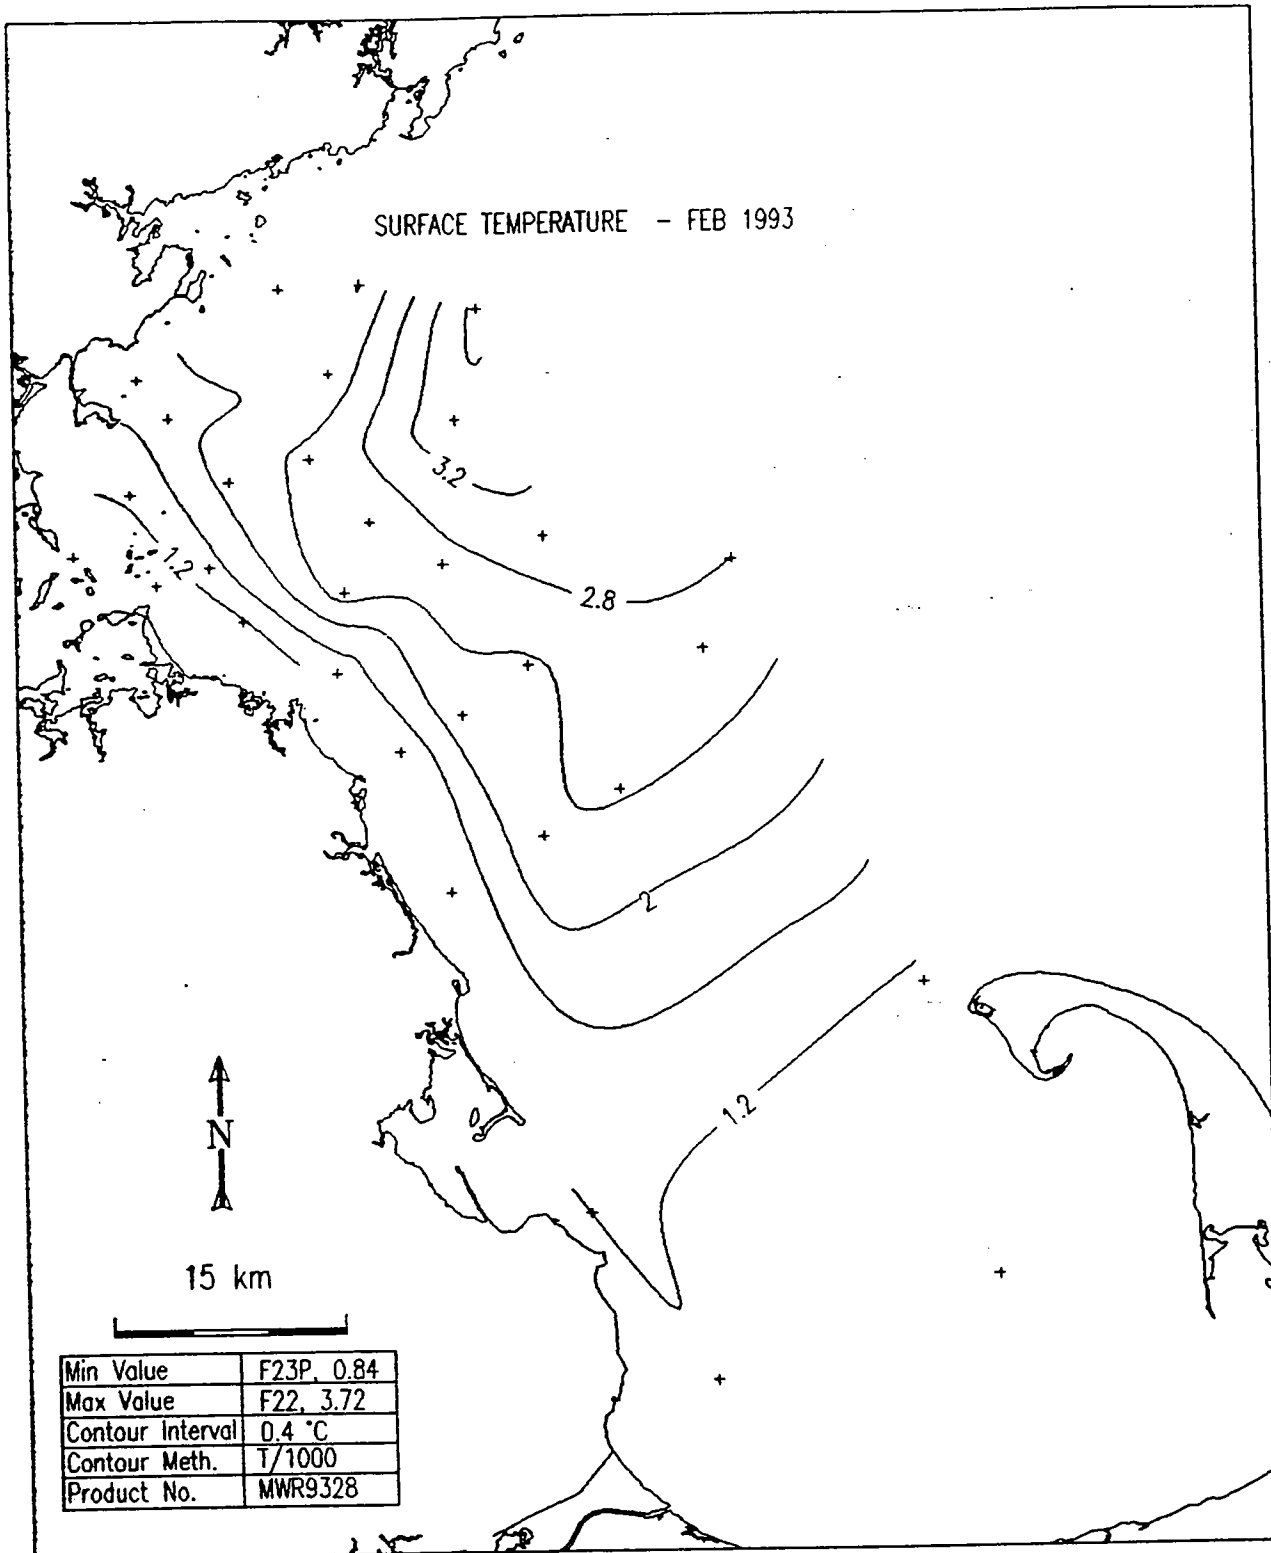 SURFACE TEMPERATURE - FEB 1993
3.2
1.2
2.8
2
1.2
N
15 km
Min Value F23P, 0.84
Max Value F22, 3.72
Contour Interval 0.4 °C
Contour Meth. T/1000
Product No. MWR9328